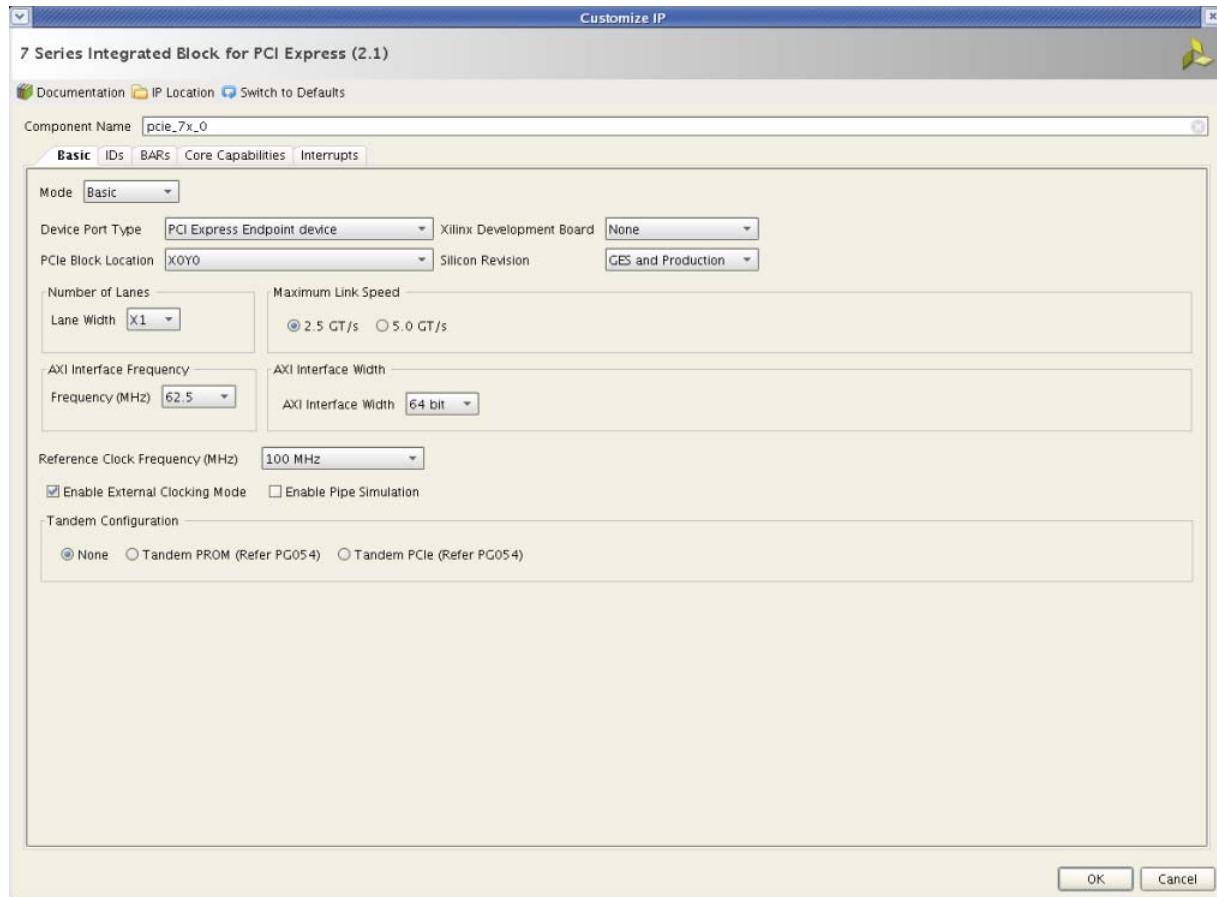 Customize IP
7 Series Integrated Block for PCI Express (2.1)
Documentation IP Location Switch to Defaults
Component Name pcie_7x_0
Basic IDs BARs Core Capabilities Interrupts
Mode Basic
Device Port Type PCI Express Endpoint device Xilinx Development Board None
PCIe Block Location X0Y0 Silicon Revision GES and Production
Number of Lanes Maximum Link Speed
Lane Width X1 2.5 GT/s 5.0 GT/s
AXI Interface Frequency AXI Interface Width
Frequency (MHz) 62.5 AXI Interface Width 64 bit
Reference Clock Frequency (MHz) 100 MHz
Enable External Clocking Mode Enable Pipe Simulation
Tandem Configuration
None Tandem PROM (Refer PG054) Tandem PCIe (Refer PG054)
OK Cancel